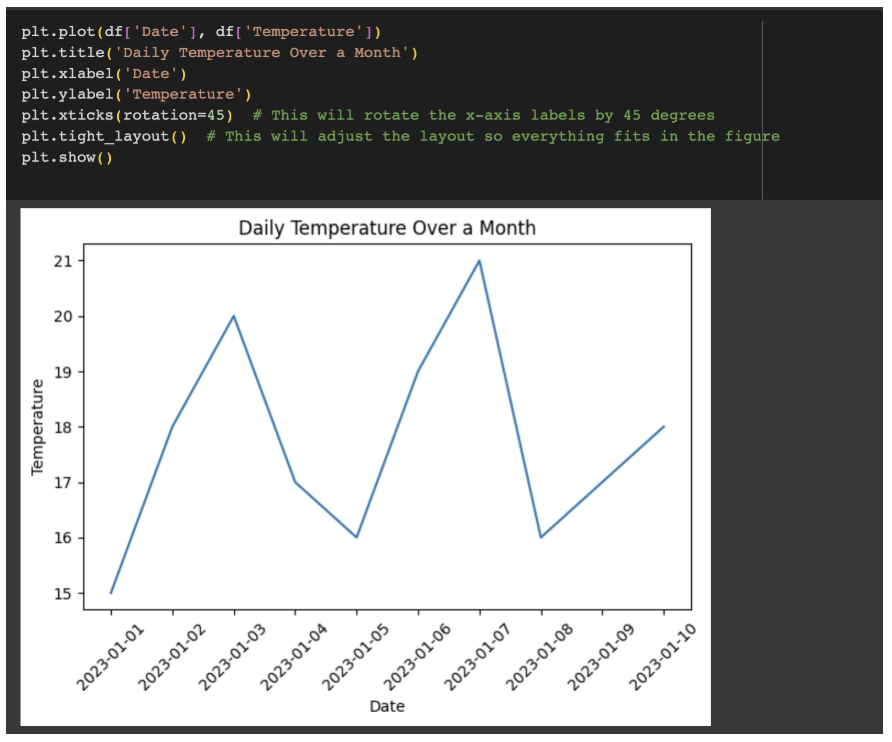 plt.plot(df['Date'], df['Temperature'])
plt.title('Daily Temperature Over a Month')
plt.xlabel('Date')
plt.ylabel('Temperature')
plt.xticks(rotation=45)  # This will rotate the x-axis labels by 45 degrees
plt.tight_layout()  # This will adjust the layout so everything fits in the figure
plt.show()
Daily Temperature Over a Month
21
20
19
18
17
16
15
Temperature
2023-01-01
2023-01-02
2023-01-03
2023-01-04
2023-01-05
2023-01-06
2023-01-07
2023-01-08
2023-01-09
2023-01-10
Date